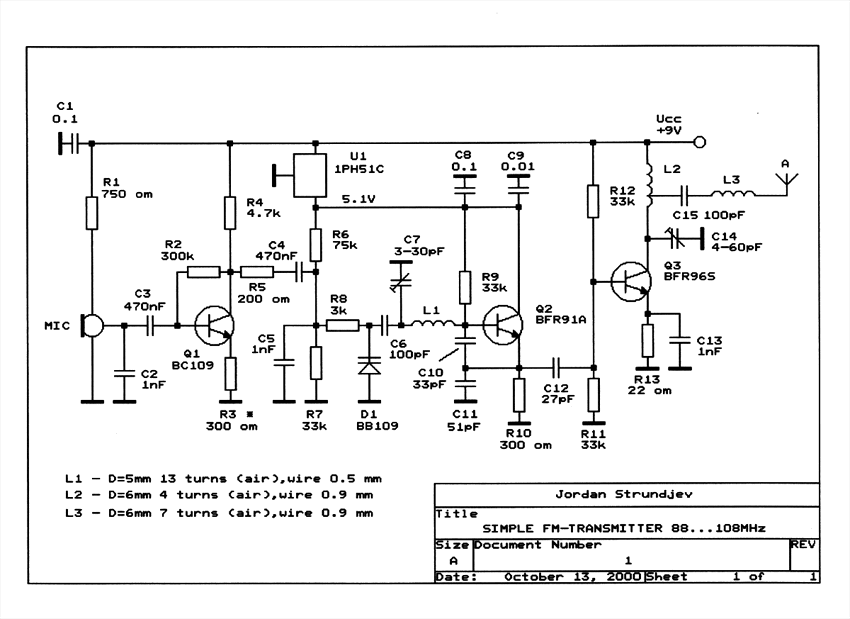 C1
0.1
Ucc
+9V
R1
750 om
R4
4.7k
U1
1PH51C
5.1V
C8
0.1
C9
0.01
R12
33k
L2
L3
A
C15 100pF
C14
4-60pF
R2
300k
C4
470nF
R5
200 om
R6
75k
C7
3-30pF
R9
33k
Q3
BFR96S
C3
470nF
MIC
R8
3k
L1
Q2
BFR91A
Q1
BC109
C5
1nF
C6
100pF
C2
1nF
C10
33pF
C13
1nF
R3 *
300 om
R7
33k
D1
BB109
C11
51pF
R10
300 om
C12
27pF
R11
33k
R13
22 om
L1 - D=5mm 13 turns (air),wire 0.5 mm
L2 - D=6mm 4 turns (air),wire 0.9 mm
L3 - D=6mm 7 turns (air),wire 0.9 mm
Jordan Strundjev
Title
SIMPLE FM-TRANSMITTER 88...108MHz
Size Document Number REV
A 1
Date: October 13, 2000 Sheet 1 of 1